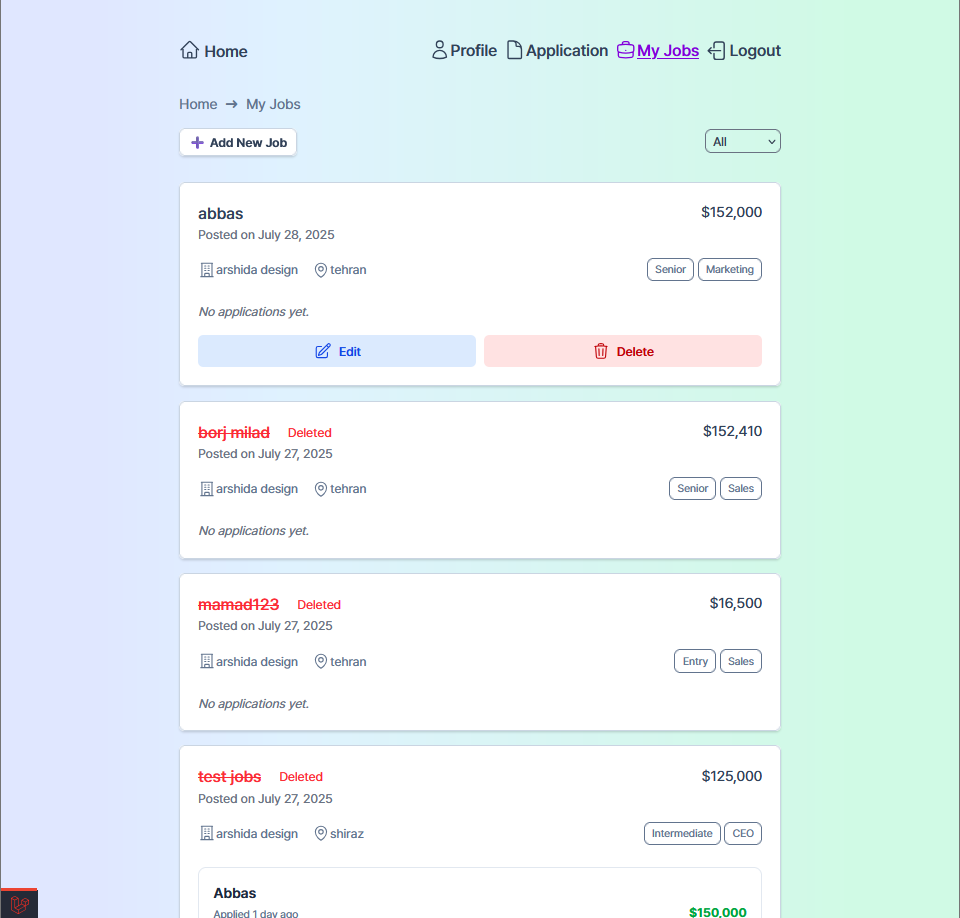 Home Profile Application My Jobs Logout
Home → My Jobs
Add New Job All
abbas $152,000
Posted on July 28, 2025
arshida design tehran Senior Marketing
No applications yet.
Edit Delete
borj milad Deleted $152,410
Posted on July 27, 2025
arshida design tehran Senior Sales
No applications yet.
mamad123 Deleted $16,500
Posted on July 27, 2025
arshida design tehran Entry Sales
No applications yet.
test jobs Deleted $125,000
Posted on July 27, 2025
arshida design shiraz Intermediate CEO
Abbas
Applied 1 day ago $150,000